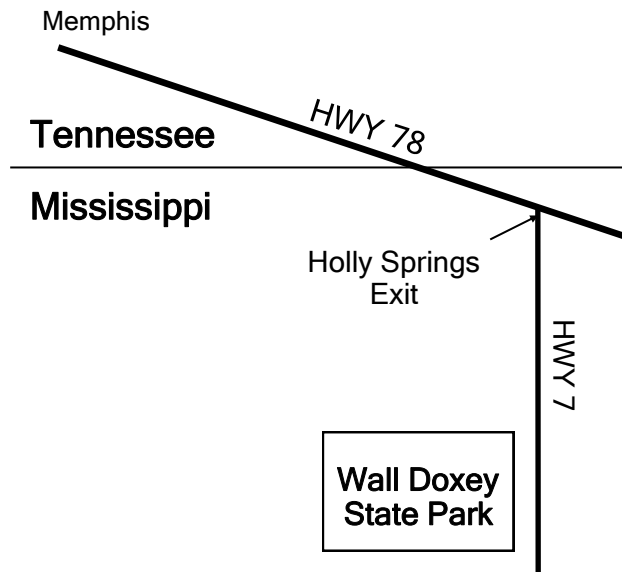 Memphis
HWY 78
Tennessee
Mississippi
Holly Springs
Exit
HWY 7
Wall Doxey
State Park